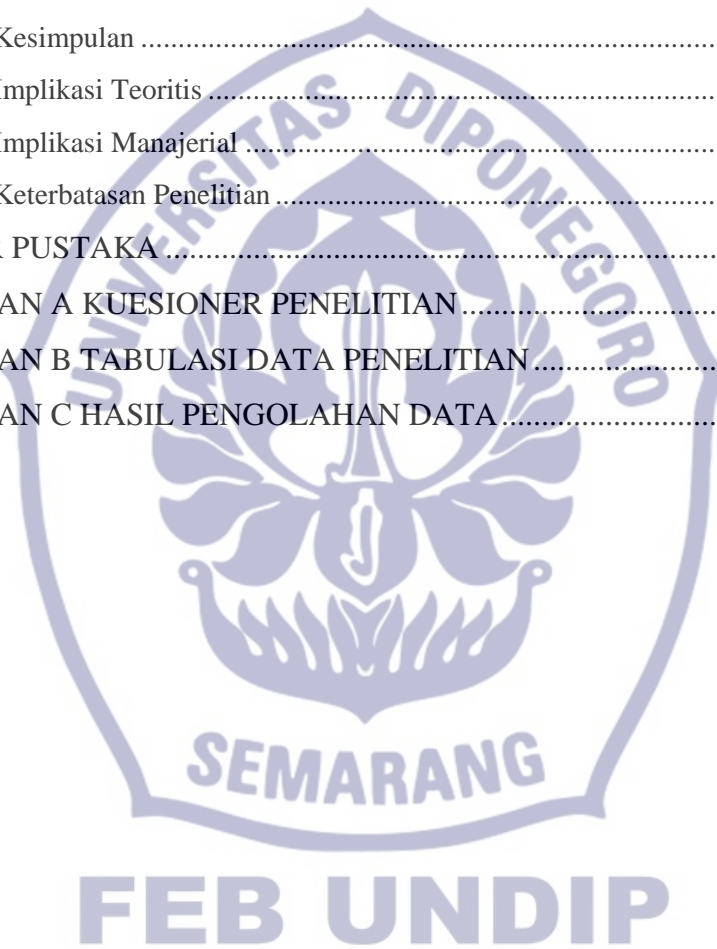 Kesimpulan
Implikasi Teoritis
Implikasi Manajerial
Keterbatasan Penelitian
R PUSTAKA
AN A KUESIONER PENELITIAN
AN B TABULASI DATA PENELITIAN
AN C HASIL PENGOLAHAN DATA
UNIVERSITAS DIPONEGORO
SEMARANG
FEB UNDIP